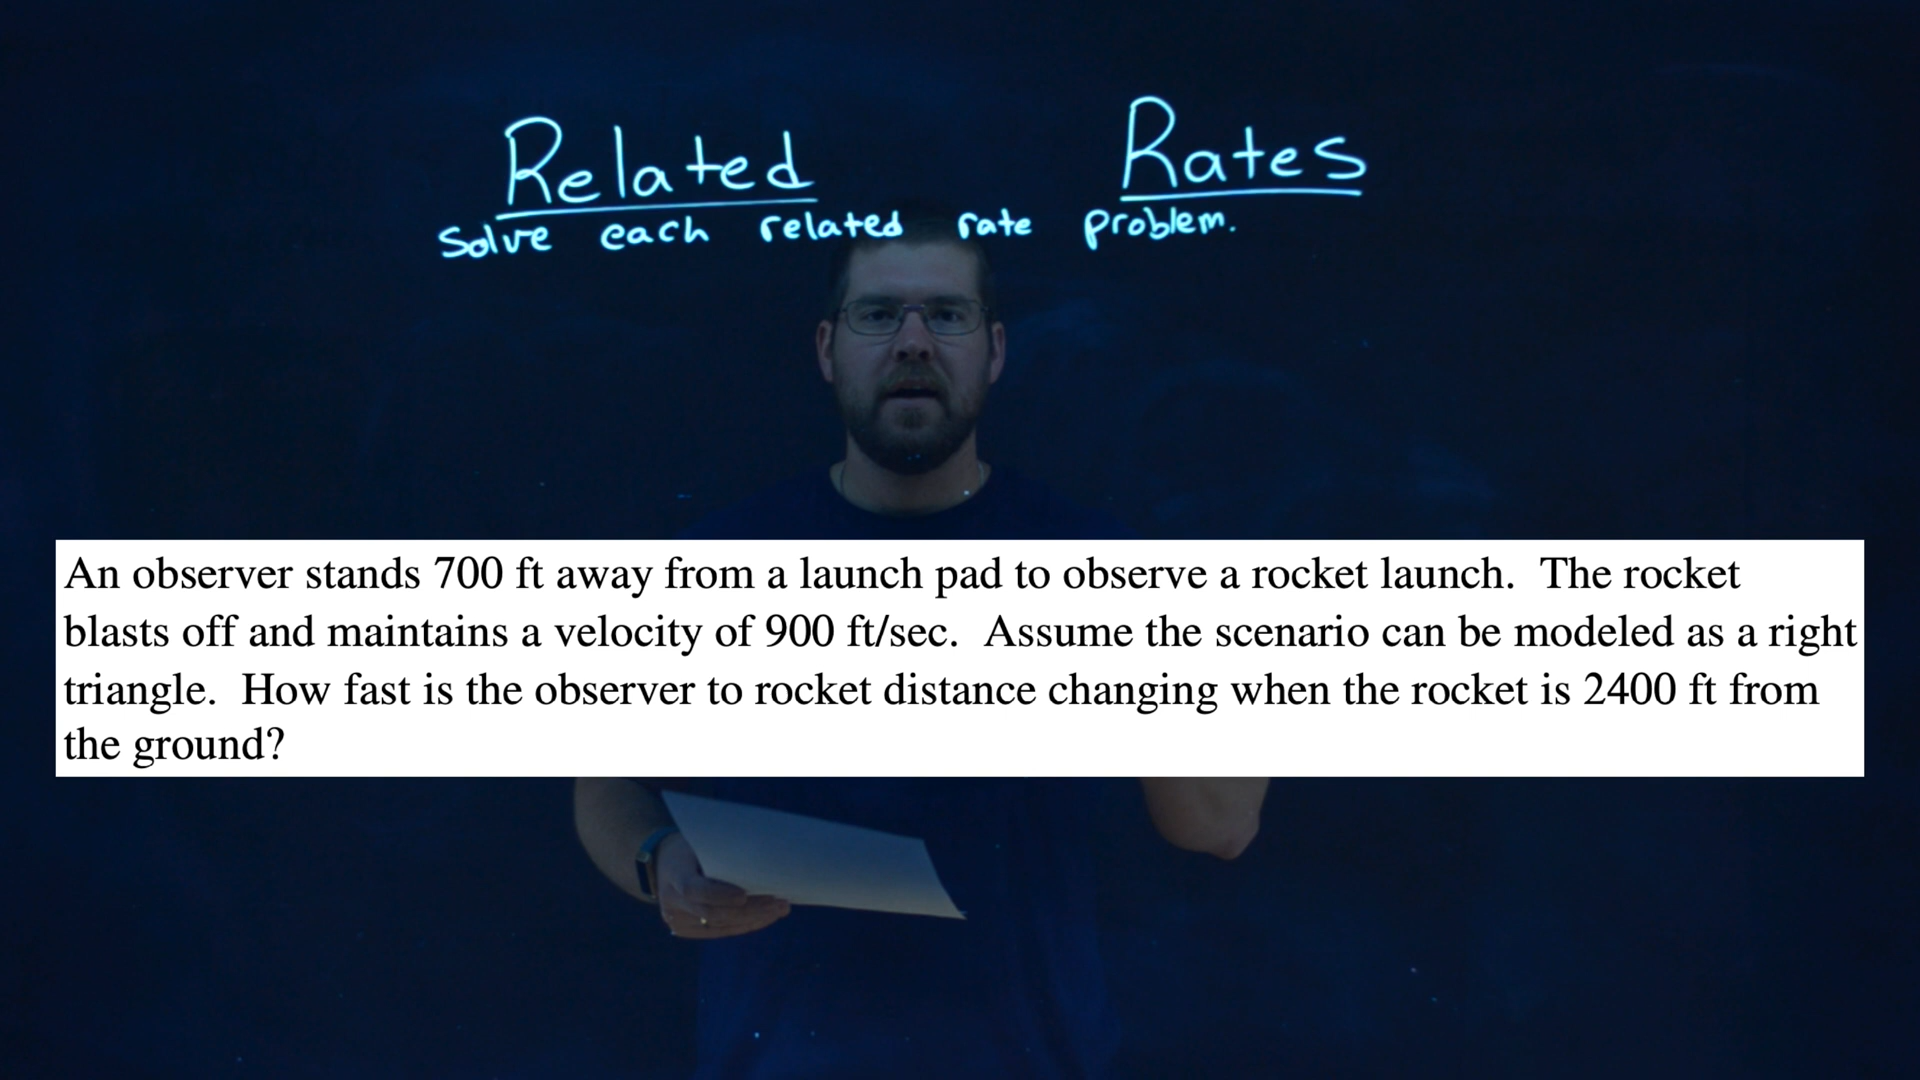 Related Rates
Solve each related rate problem.
An observer stands 700 ft away from a launch pad to observe a rocket launch. The rocket
blasts off and maintains a velocity of 900 ft/sec. Assume the scenario can be modeled as a right
triangle. How fast is the observer to rocket distance changing when the rocket is 2400 ft from
the ground?